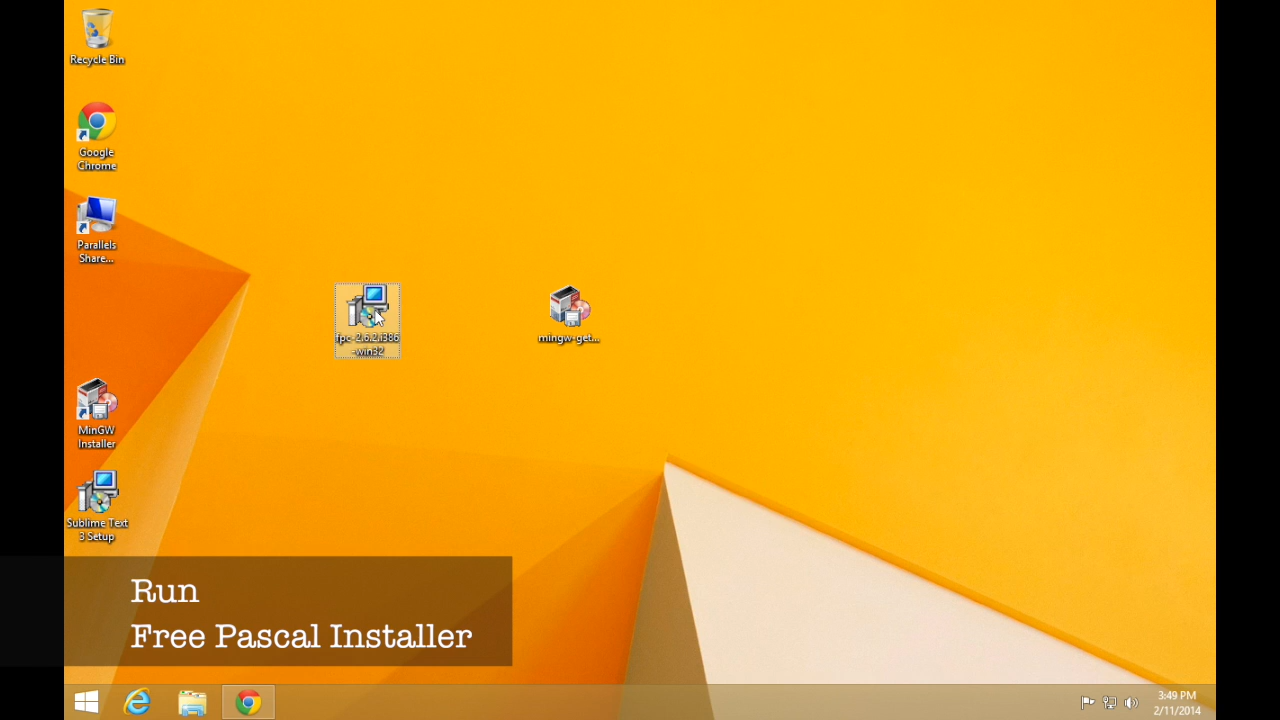 Recycle Bin
Google
Chrome
Parallels
Share...
fpc-2.6.2.i386
-win32
mingw-get...
MinGW
Installer
Sublime Text
3 Setup
Run
Free Pascal Installer
3:49 PM
2/11/2014